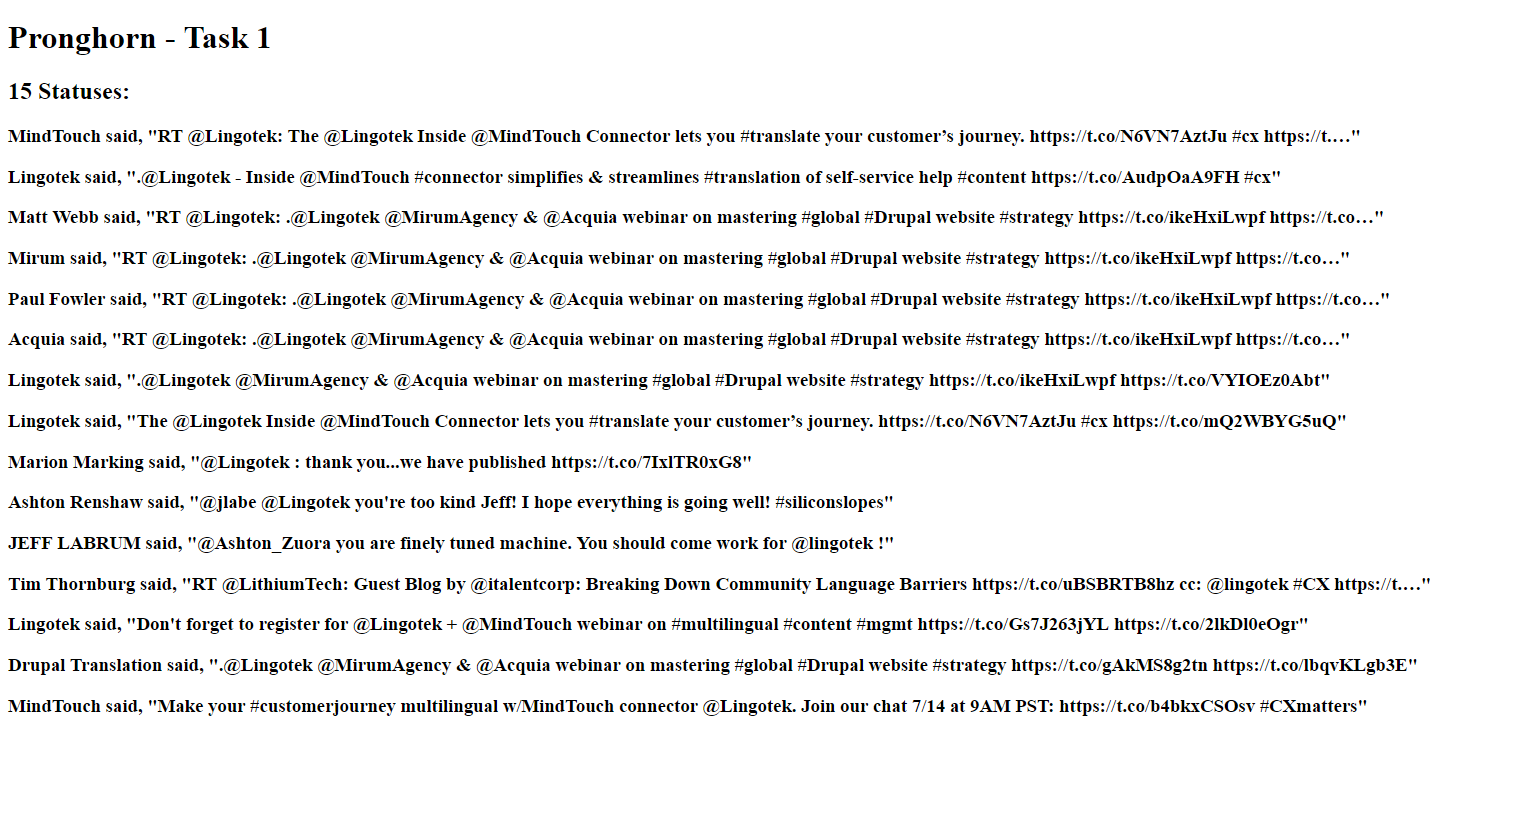 Pronghorn - Task 1
15 Statuses:
MindTouch said, "RT @Lingotek: The @Lingotek Inside @MindTouch Connector lets you #translate your customer’s journey. https://t.co/N6VN7AztJu #cx https://t.…"
Lingotek said, ".@Lingotek - Inside @MindTouch #connector simplifies & streamlines #translation of self-service help #content https://t.co/AudpOaA9FH #cx"
Matt Webb said, "RT @Lingotek: .@Lingotek @MirumAgency & @Acquia webinar on mastering #global #Drupal website #strategy https://t.co/ikeHxiLwpf https://t.co…"
Mirum said, "RT @Lingotek: .@Lingotek @MirumAgency & @Acquia webinar on mastering #global #Drupal website #strategy https://t.co/ikeHxiLwpf https://t.co…"
Paul Fowler said, "RT @Lingotek: .@Lingotek @MirumAgency & @Acquia webinar on mastering #global #Drupal website #strategy https://t.co/ikeHxiLwpf https://t.co…"
Acquia said, "RT @Lingotek: .@Lingotek @MirumAgency & @Acquia webinar on mastering #global #Drupal website #strategy https://t.co/ikeHxiLwpf https://t.co…"
Lingotek said, ".@Lingotek @MirumAgency & @Acquia webinar on mastering #global #Drupal website #strategy https://t.co/ikeHxiLwpf https://t.co/VYIOEz0Abt"
Lingotek said, "The @Lingotek Inside @MindTouch Connector lets you #translate your customer’s journey. https://t.co/N6VN7AztJu #cx https://t.co/mQ2WBYG5uQ"
Marion Marking said, "@Lingotek : thank you...we have published https://t.co/7IxlTR0xG8"
Ashton Renshaw said, "@jlabe @Lingotek you're too kind Jeff! I hope everything is going well! #siliconslopes"
JEFF LABRUM said, "@Ashton_Zuora you are finely tuned machine. You should come work for @lingotek !"
Tim Thornburg said, "RT @LithiumTech: Guest Blog by @italentcorp: Breaking Down Community Language Barriers https://t.co/uBSBRTB8hz cc: @lingotek #CX https://t.…"
Lingotek said, "Don't forget to register for @Lingotek + @MindTouch webinar on #multilingual #content #mgmt https://t.co/Gs7J263jYL https://t.co/2lkDl0eOgr"
Drupal Translation said, ".@Lingotek @MirumAgency & @Acquia webinar on mastering #global #Drupal website #strategy https://t.co/gAkMS8g2tn https://t.co/lbqvKLgb3E"
MindTouch said, "Make your #customerjourney multilingual w/MindTouch connector @Lingotek. Join our chat 7/14 at 9AM PST: https://t.co/b4bkxCSOsv #CXmatters"